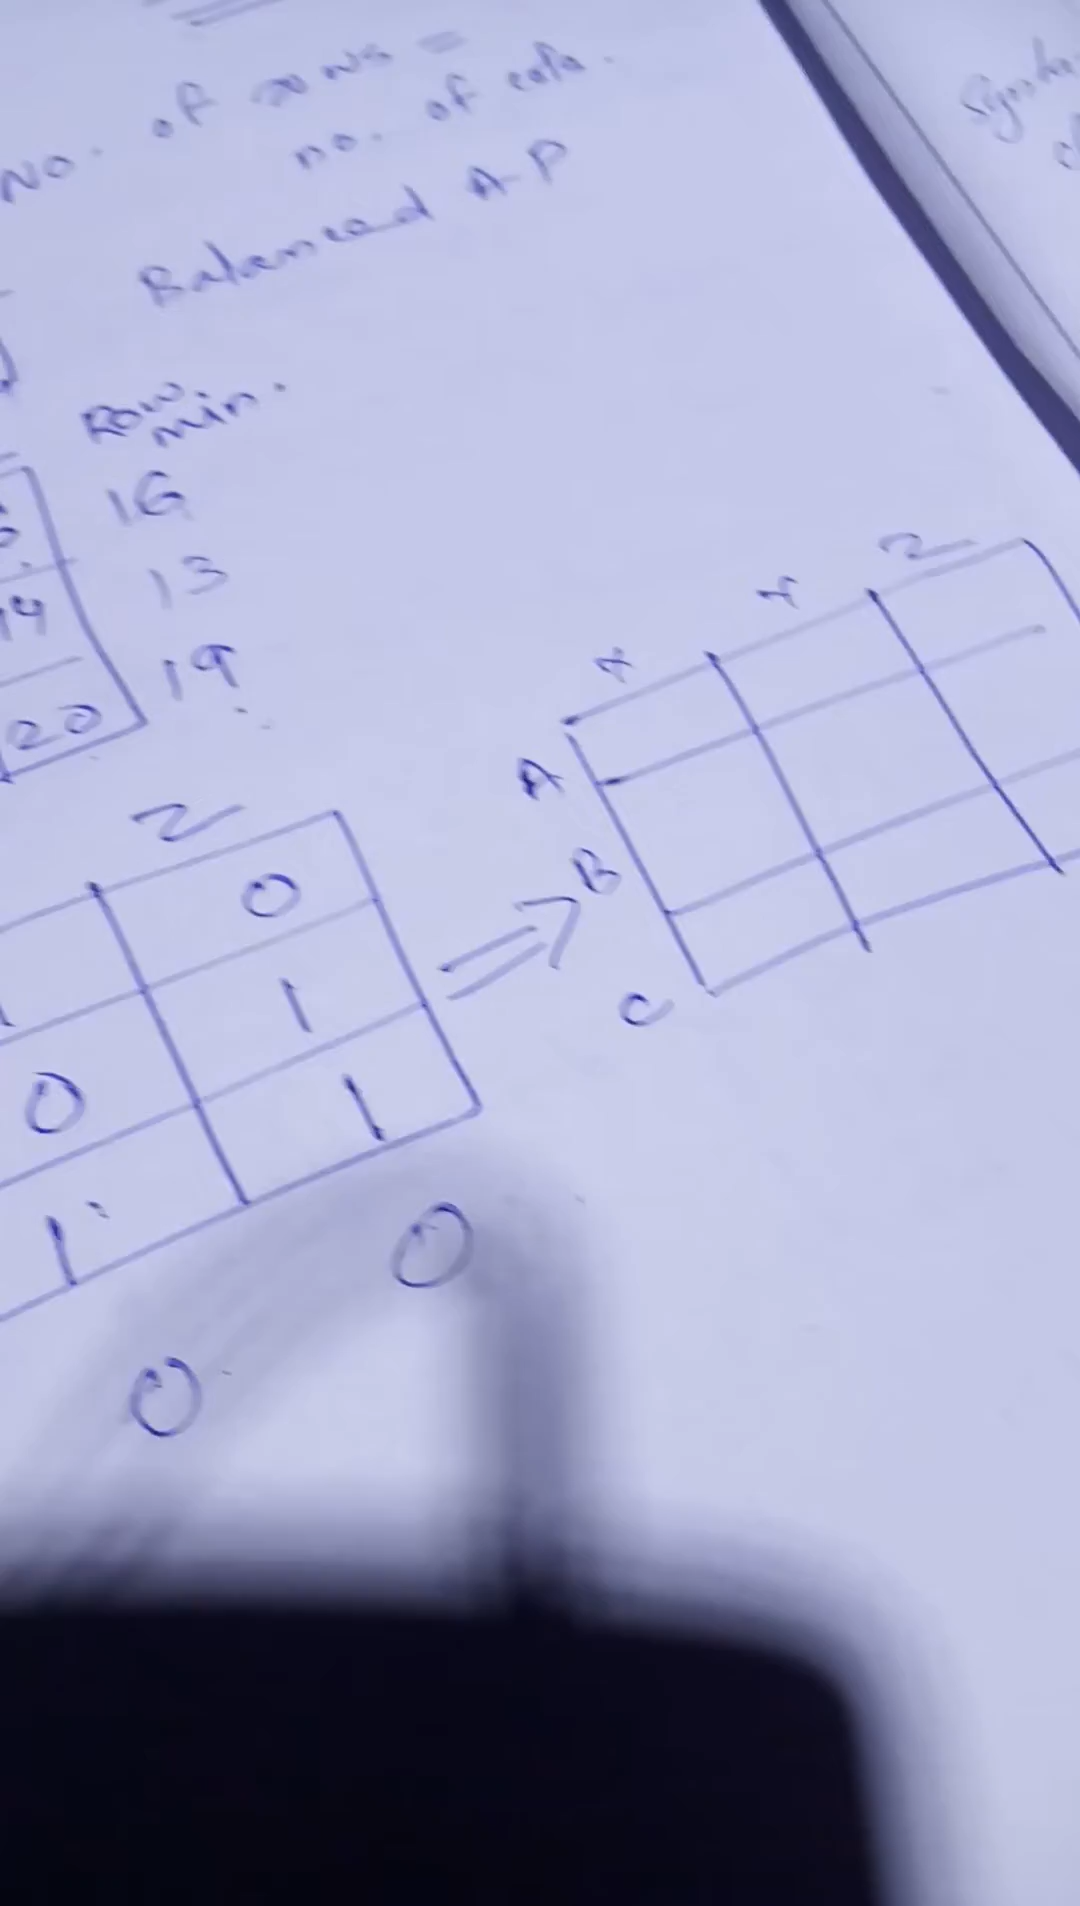 No. of rows =
no. of cols.
Balanced A.P
Row
min.
16
14 13
20 19
X Y Z
A
B
C
Z
0
1
0 1
1
0
0